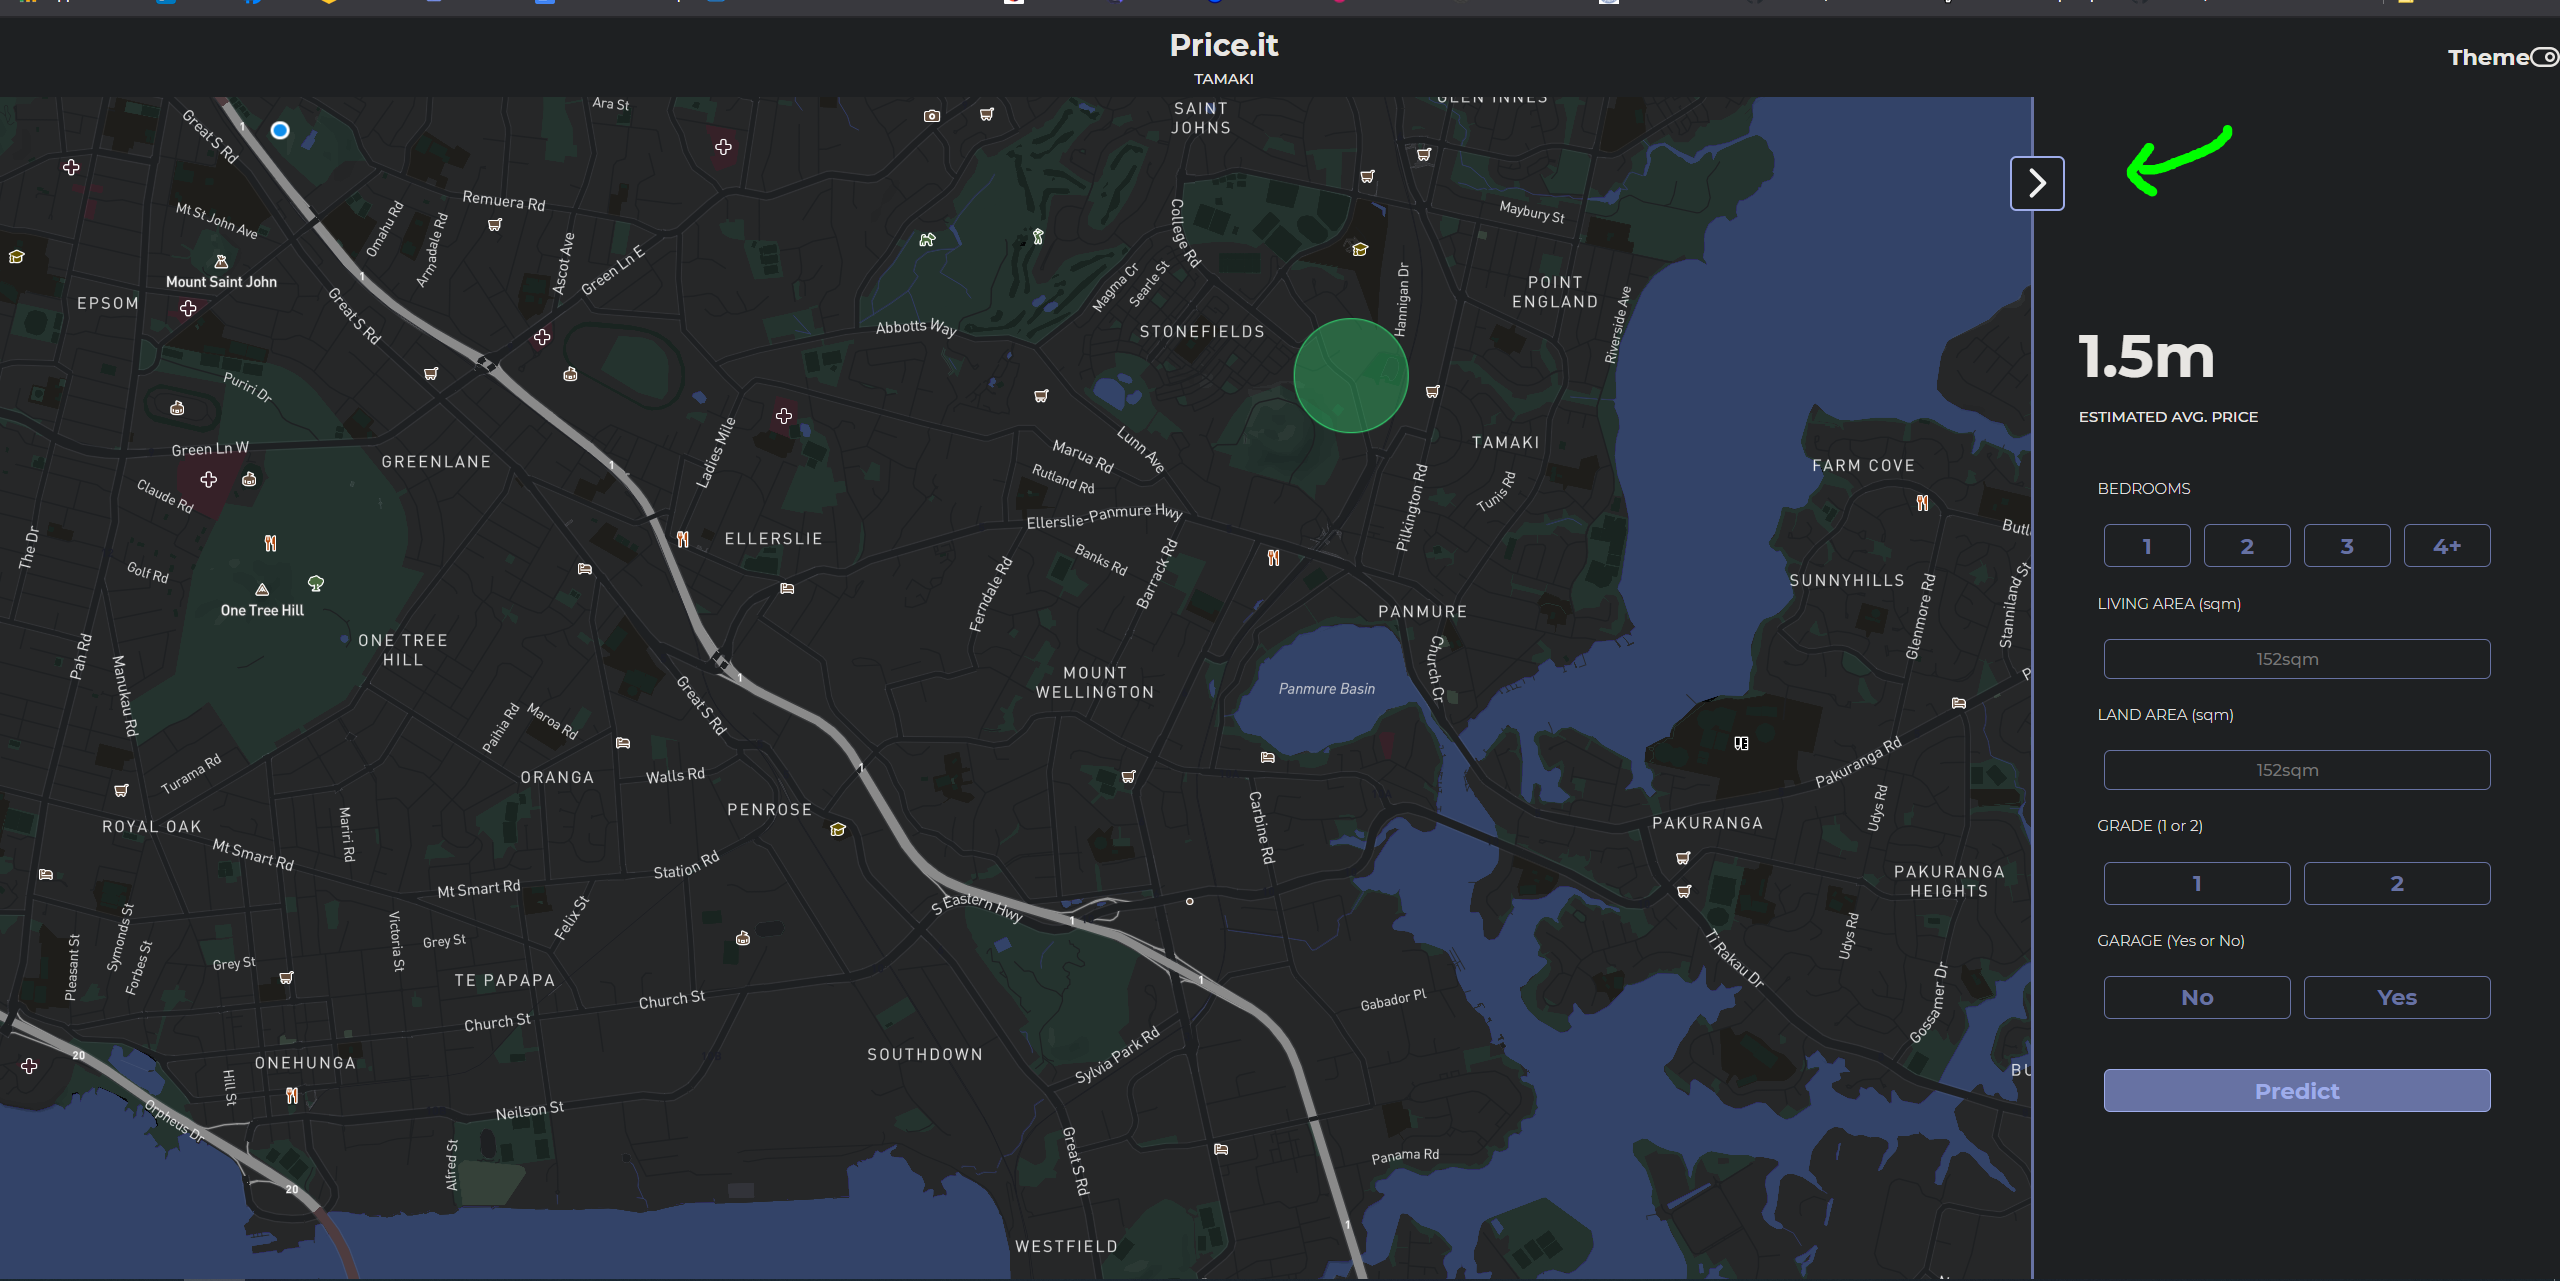 Price.it
TAMAKI
Theme
Great S Rd
1
Ara St
SAINT
JOHNS
GLEN INNES
Mt St John Ave
Omahu Rd
Armadale Rd
Remuera Rd
Ascot Ave
Green Ln E
College Rd
Maybury St
Mount Saint John
1
EPSOM
Great S Rd
Magma Cr
Searle St
Hannigan Dr
POINT
ENGLAND
Riverside Ave
Abbotts Way
STONEFIELDS
1.5m
ESTIMATED AVG. PRICE
Puriri Dr
Green Ln W
GREENLANE
1
Ladies Mile
Marua Rd
Lunn Ave
Rutland Rd
TAMAKI
FARM COVE
Claude Rd
Pilkington Rd
Tunis Rd
BEDROOMS
1
2
3
4+
The Dr
Golf Rd
ELLERSLIE
Ellerslie-Panmure Hwy
Banks Rd
Barrack Rd
Ferndale Rd
SUNNYHILLS
Glenmore Rd
Stanniland St
One Tree Hill
PANMURE
LIVING AREA (sqm)
152sqm
Pah Rd
Manukau Rd
ONE TREE
HILL
1
MOUNT
WELLINGTON
Panmure Basin
Church Cr
Great S Rd
Paihia Rd
Maroa Rd
LAND AREA (sqm)
152sqm
Turama Rd
ORANGA
Walls Rd
1
Pakuranga Rd
Udys Rd
ROYAL OAK
Mariri Rd
PENROSE
Carbine Rd
PAKURANGA
GRADE (1 or 2)
1
2
Mt Smart Rd
Mt Smart Rd
Station Rd
PAKURANGA
HEIGHTS
S Eastern Hwy
1
Symonds St
Forbes St
Pleasant St
Victoria St
Grey St
Grey St
Felix St
Ti Rakau Dr
Udys Rd
Gossamer Dr
GARAGE (Yes or No)
No
Yes
TE PAPAPA
Church St
Church St
1
Gabador Pl
20
ONEHUNGA
SOUTHDOWN
Sylvia Park Rd
Predict
Hill St
Orpheus Dr
Neilson St
Alfred St
Great S Rd
Panama Rd
20
1
WESTFIELD